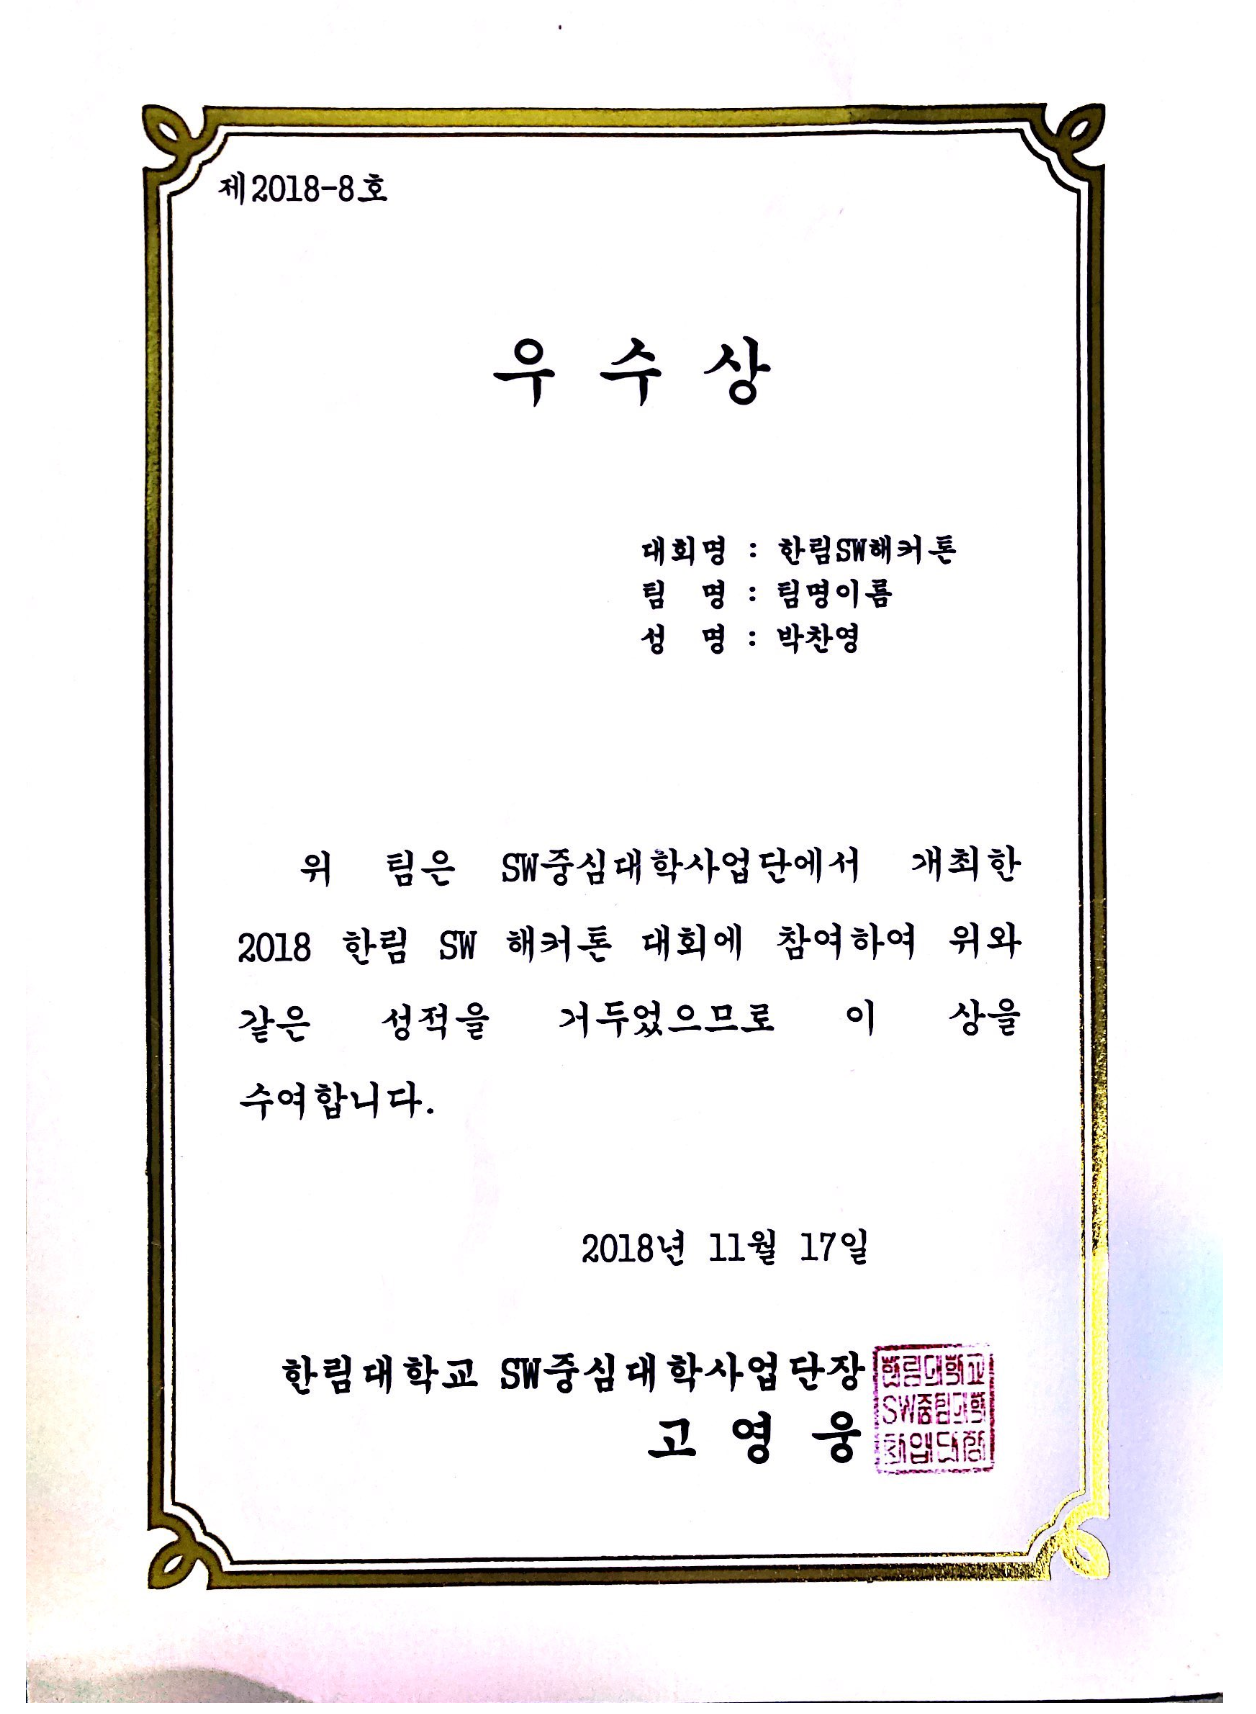 제2018-8호
우 수 상
대회명 : 한림SW해커톤
팀 명 : 팀명이름
성 명 : 박찬영
위 팀은 SW중심대학사업단에서 개최한
2018 한림 SW 해커톤 대회에 참여하여 위와
같은 성적을 거두었으므로 이 상을
수여합니다.
2018년 11월 17일
한림대학교 SW중심대학사업단장
고 영 웅
한림대학교
SW중심대학
사업단장